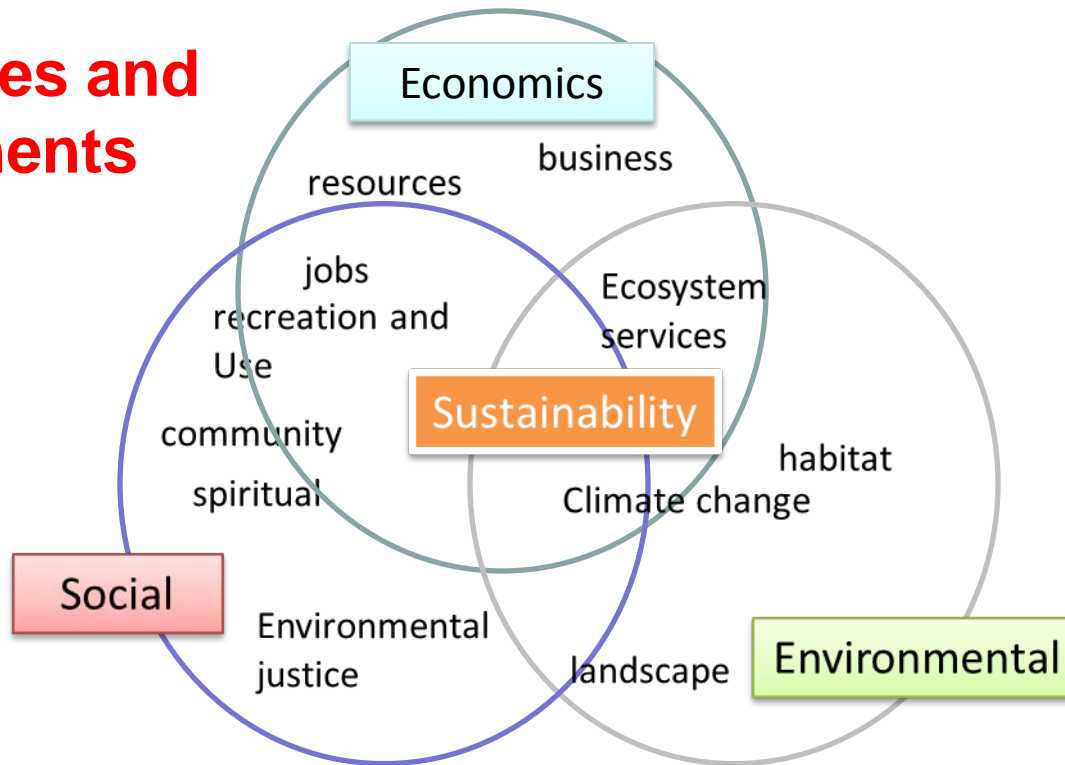 es and
nents
Economics
business
resources
jobs
recreation and
Use
Ecosystem
services
Sustainability
community
habitat
spiritual
Climate change
Social
Environmental
justice
landscape
Environmental